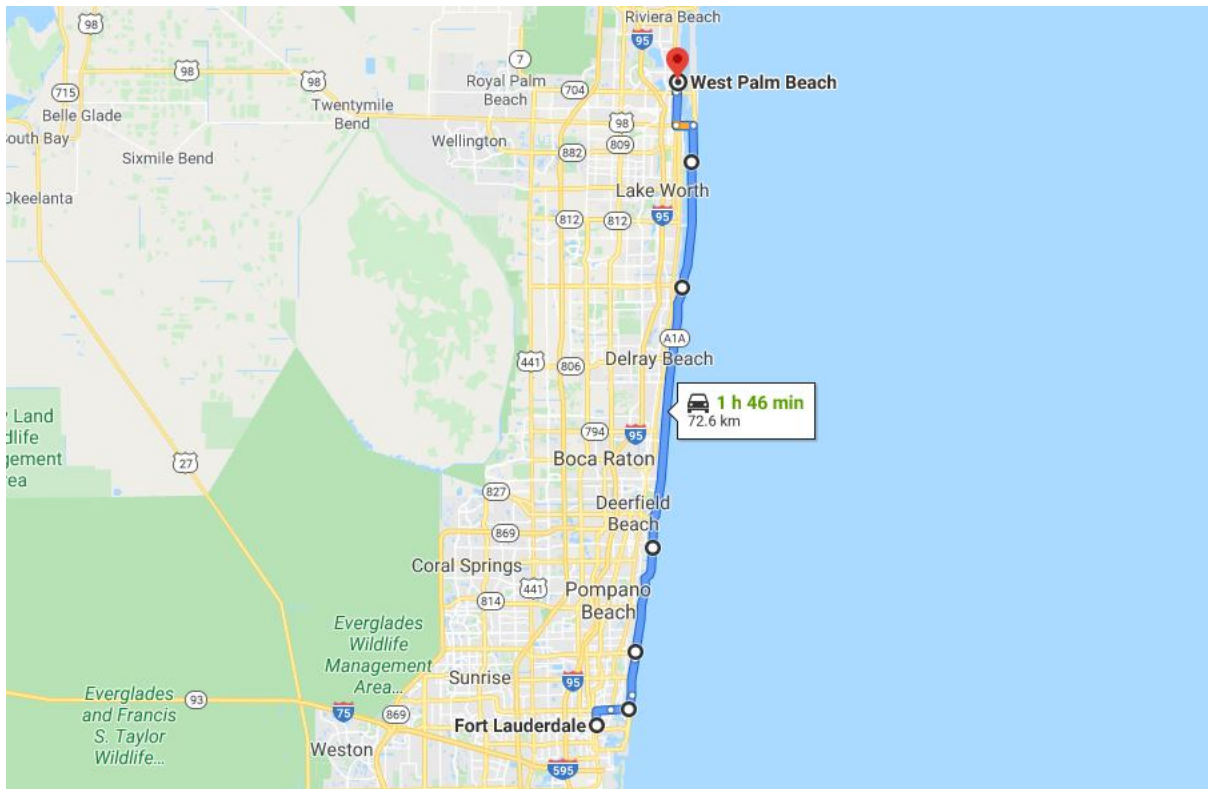 Riviera Beach
98
95
7
98
98
715
Royal Palm
Beach
704
West Palm Beach
Belle Glade
Twentymile
Bend
98
South Bay
Wellington
809
882
Sixmile Bend
Lake Worth
Okeelanta
95
812
812
A1A
441
806
Delray Beach
1 h 46 min
72.6 km
Land
794
95
Boca Raton
27
827
Deerfield
Beach
869
Coral Springs
441
Pompano
Beach
814
Everglades
Wildlife
Management
Area...
Sunrise
95
Everglades
and Francis
S. Taylor
Wildlife...
93
75
869
Fort Lauderdale
Weston
595